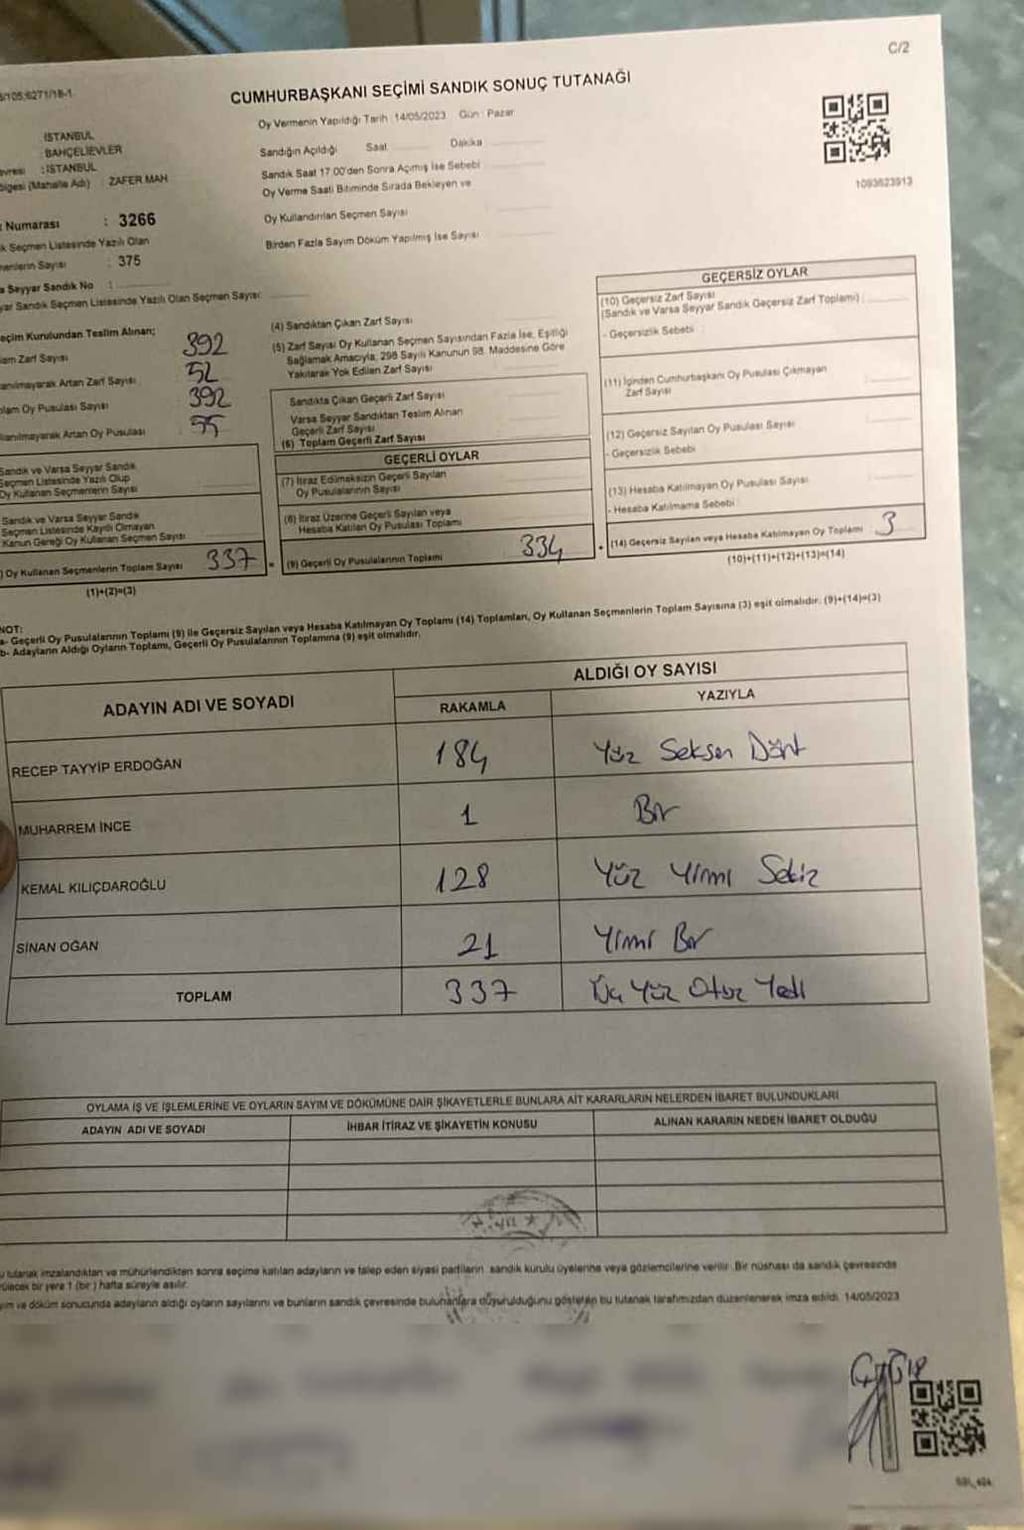 C/2
CUMHURBAŞKANI SEÇİMİ SANDIK SONUÇ TUTANAĞI
Oy Vermenin Yapıldığı Tarih : 14/05/2023 Gün : Pazar
İSTANBUL
: BAHÇELİEVLER
: İSTANBUL
(Mahalle Adı) : ZAFER MAH
Numarası : 3266
Seçmen Listesinde Yazılı Olan
Sayısı : 375
Seyyar Sandık No :
Sandık Seçmen Listesinde Yazılı Olan Seçmen Sayısı:
Sandığın Açıldığı Saat Dakika
Sandık Saat 17.00'den Sonra Açımış İse Sebebi
Oy Verme Saati Bitiminde Sırada Bekleyen ve
Oy Kullandırılan Seçmen Sayısı
Birden Fazla Sayım Döküm Yapılmış İse Sayısı
1093623913
Kurulundan Teslim Alınan;
Zarf Sayısı 392
Artan Zarf Sayısı 52
Oy Pusulası Sayısı 392
Artan Oy Pusulası 55
Sandık ve Varsa Seyyar Sandık
Seçmen Listesinde Yazılı Olup
Oy Kullanan Seçmenlerin Sayısı
Sandık ve Varsa Seyyar Sandık
Seçmen Listesinde Kayıtlı Olmayan
Kanun Gereği Oy Kullanan Seçmen Sayısı
Oy Kullanan Seçmenlerin Toplam Sayısı 337
(1)+(2)=(3)
(4) Sandıktan Çıkan Zarf Sayısı
(5) Zarf Sayısı Oy Kullanan Seçmen Sayısından Fazla İse, Eşitliği
Sağlamak Amacıyla, 298 Sayılı Kanunun 98. Maddesine Göre
Yakılarak Yok Edilen Zarf Sayısı
Sandıkta Çıkan Geçerli Zarf Sayısı
Varsa Seyyar Sandıktan Teslim Alınan
Geçerli Zarf Sayısı
(6) Toplam Geçerli Zarf Sayısı
GEÇERLİ OYLAR
(7) İtiraz Edilmeksizin Geçerli Sayılan
Oy Pusulalarının Sayısı
(8) İtiraz Üzerine Geçerli Sayılan veya
Hesaba Katılan Oy Pusulası Toplamı
= (9) Geçerli Oy Pusulalarının Toplamı 334
GEÇERSİZ OYLAR
(10) Geçersiz Zarf Sayısı
(Sandık ve Varsa Seyyar Sandık Geçersiz Zarf Toplamı) :
- Geçersizlik Sebebi :
(11) İçinden Cumhurbaşkanı Oy Pusulası Çıkmayan
Zarf Sayısı
(12) Geçersiz Sayılan Oy Pusulası Sayısı
- Geçersizlik Sebebi
(13) Hesaba Katılmayan Oy Pusulası Sayısı
- Hesaba Katılmama Sebebi :
+ (14) Geçersiz Sayılan veya Hesaba Katılmayan Oy Toplamı 3
(10)+(11)+(12)+(13)=(14)
NOT:
a- Geçerli Oy Pusulalarının Toplamı (9) ile Geçersiz Sayılan veya Hesaba Katılmayan Oy Toplamı (14) Toplamları, Oy Kullanan Seçmenlerin Toplam Sayısına (3) eşit olmalıdır. (9)+(14)=(3)
b- Adayların Aldığı Oyların Toplamı, Geçerli Oy Pusulalarının Toplamına (9) eşit olmalıdır.
ADAYIN ADI VE SOYADI ALDIĞI OY SAYISI
RAKAMLA YAZIYLA
RECEP TAYYİP ERDOĞAN 184 Yüz Seksen Dört
MUHARREM İNCE 1 Bir
KEMAL KILIÇDAROĞLU 128 Yüz Yirmi Sekiz
SİNAN OĞAN 21 Yirmi Bir
TOPLAM 337 Üç Yüz Otuz Yedi
OYLAMA İŞ VE İŞLEMLERİNE VE OYLARIN SAYIM VE DÖKÜMÜNE DAİR ŞİKAYETLERLE BUNLARA AİT KARARLARIN NELERDEN İBARET BULUNDUKLARI
ADAYIN ADI VE SOYADI İHBAR İTİRAZ VE ŞİKAYETİN KONUSU ALINAN KARARIN NEDEN İBARET OLDUĞU
tutanak imzalandıktan ve mühürlendikten sonra seçime katılan adayların ve talep eden siyasi partilerin sandık kurulu üyelerine veya gözlemcilerine verilir. Bir nüshası da sandık çevresinde
bir yere 1 (bir) hafta süreyle asılır.
ve döküm sonucunda adayların aldığı oyların sayılarını ve bunların sandık çevresinde bulunanlara duyurulduğunu gösteren bu tutanak tarafımızdan düzenlenerek imza edildi. 14/05/2023